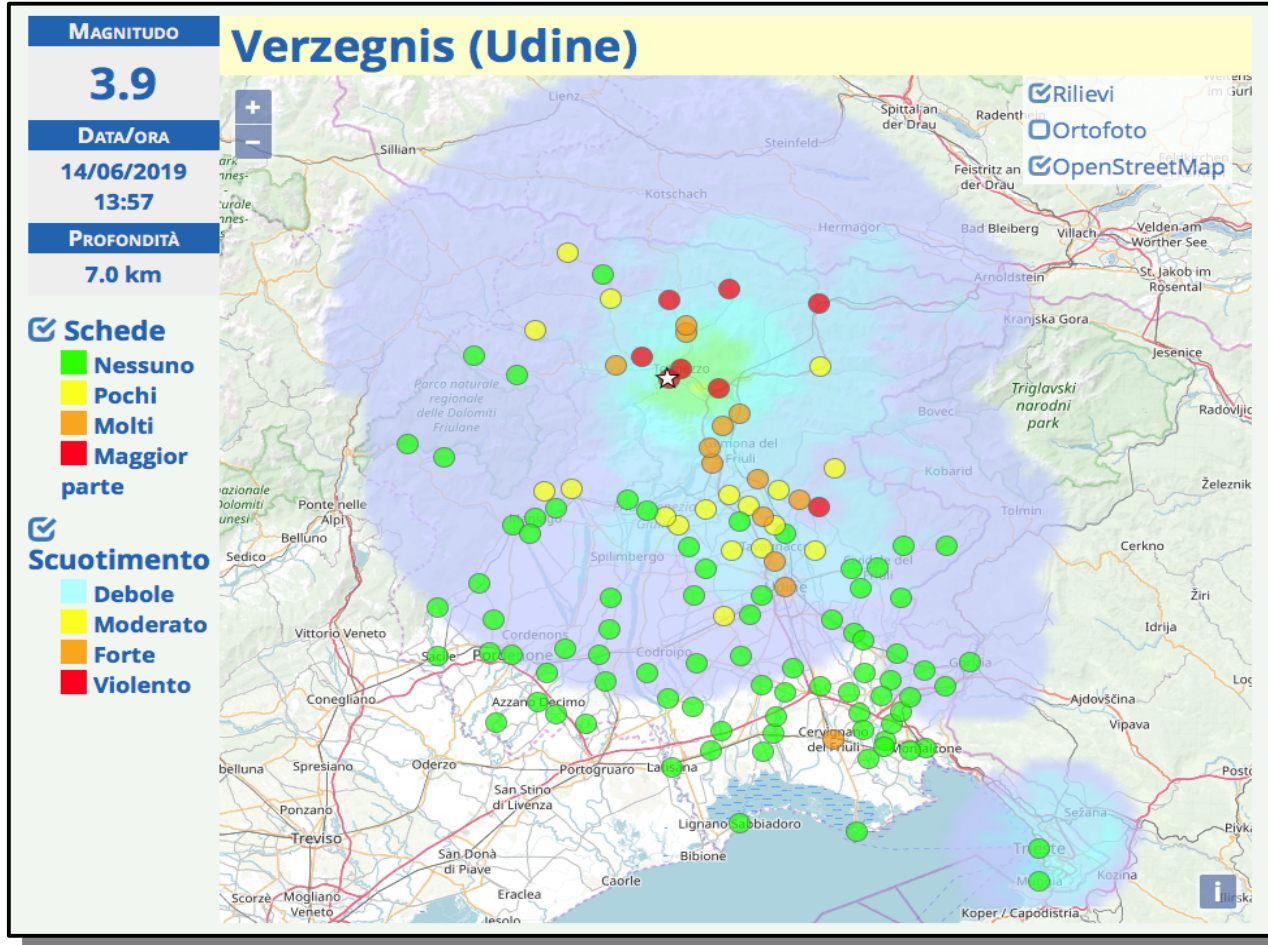 MAGNITUDO
3.9
DATA/ORA
14/06/2019
13:57
PROFONDITÀ
7.0 km
Schede
Nessuno
Pochi
Molti
Maggior
parte
Scuotimento
Debole
Moderato
Forte
Violento
Verzegnis (Udine)
+
−
Rilievi
Ortofoto
OpenStreetMap
Lienz
Spittal an
der Drau
Steinfeld
Sillian
Feistritz an
der Drau
Kötschach
Hermagor
Bad Bleiberg
Villach
Velden am
Wörther See
Arnoldstein
St. Jakob im
Rosental
Kranjska Gora
Jesenice
Parco naturale
regionale
delle Dolomiti
Friulane
Triglavski
narodni
park
Bovec
Kobarid
Tolmin
Ponte nelle
Alpi
Belluno
Sedico
Spilimbergo
Cerkno
Žiri
Idrija
Vittorio Veneto
Cordenons
Sacile
Pordenone
Codroipo
Conegliano
Azzano Decimo
Ajdovščina
Vipava
Cervignano
del Friuli
Monfalcone
Spresiano
Oderzo
Portogruaro
Latisana
San Stino
di Livenza
Ponzano
Treviso
Lignano Sabbiadoro
Bibione
Sežana
Trieste
Kozina
San Donà
di Piave
Caorle
Eraclea
Scorzè
Mogliano
Veneto
Koper / Capodistria
i